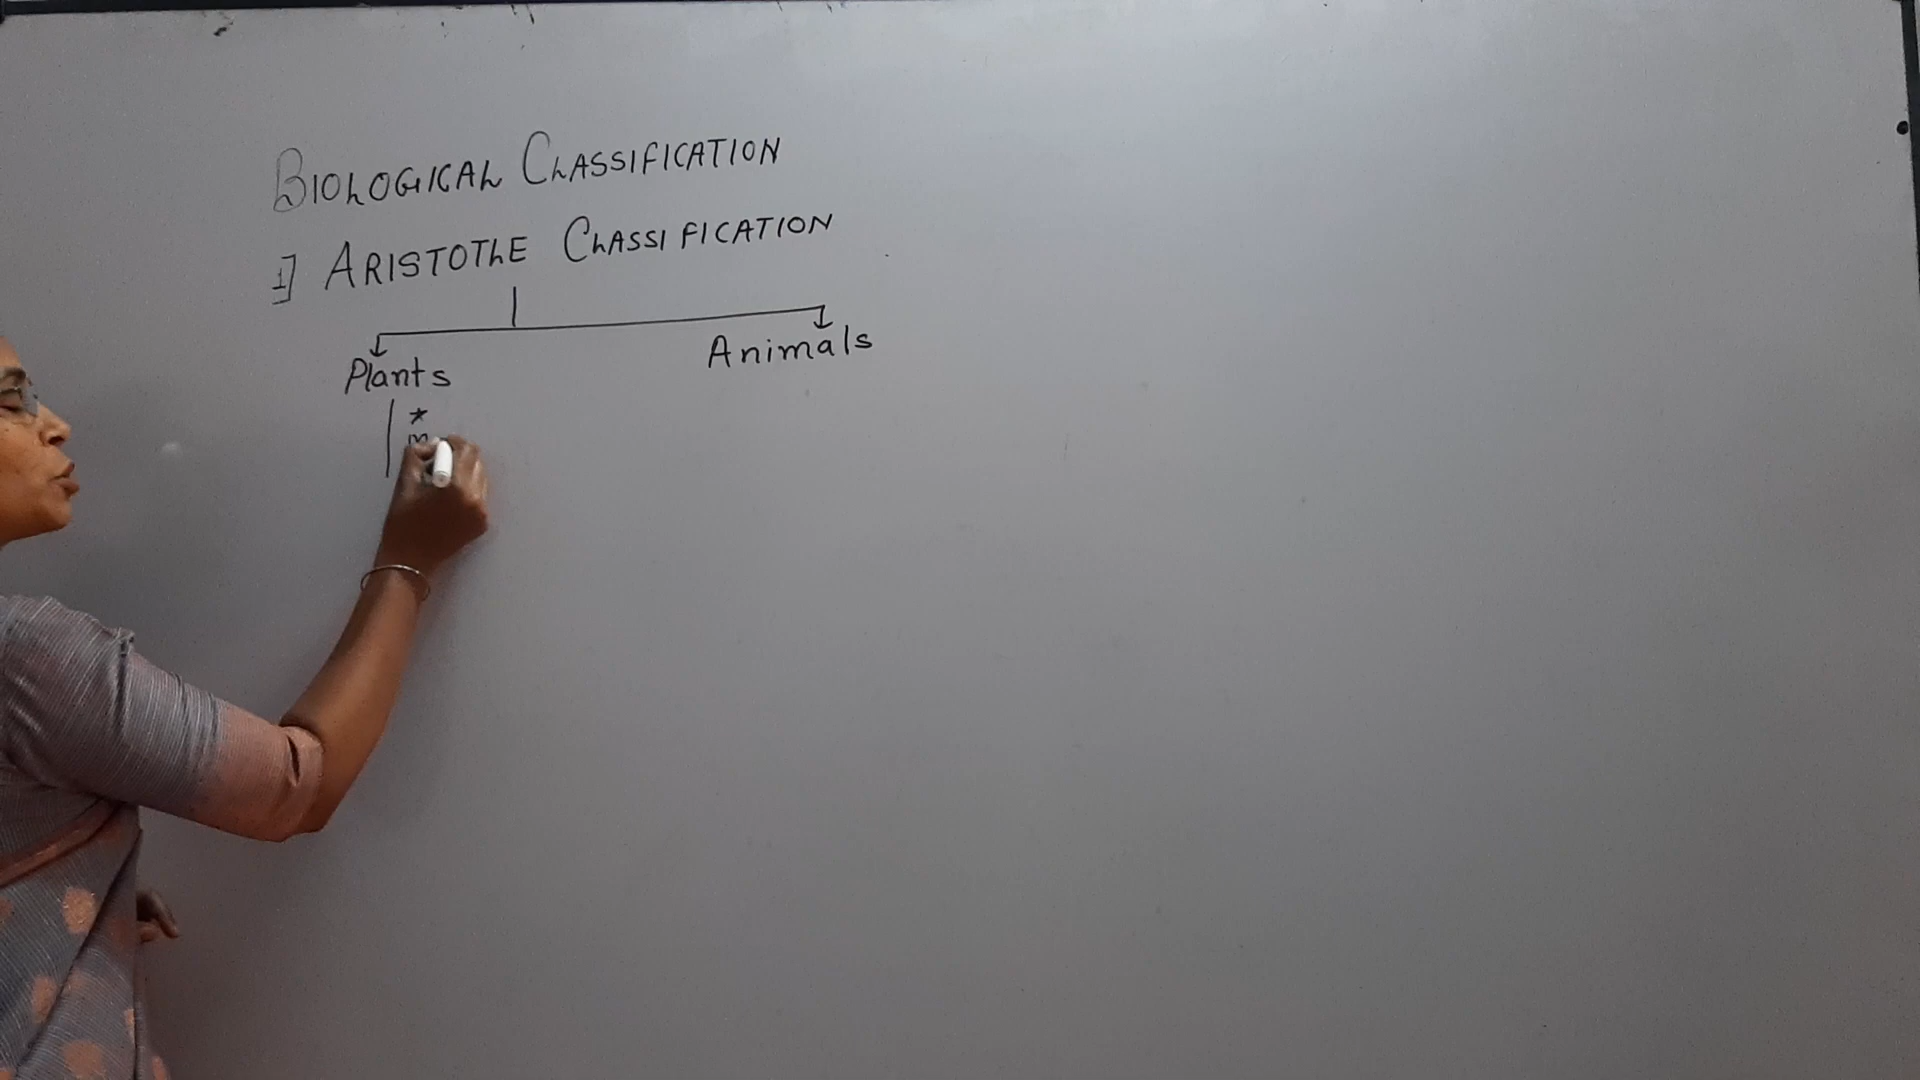 BIOLOGICAL CLASSIFICATION
1] ARISTOTLE CLASSIFICATION
Plants Animals
*
m